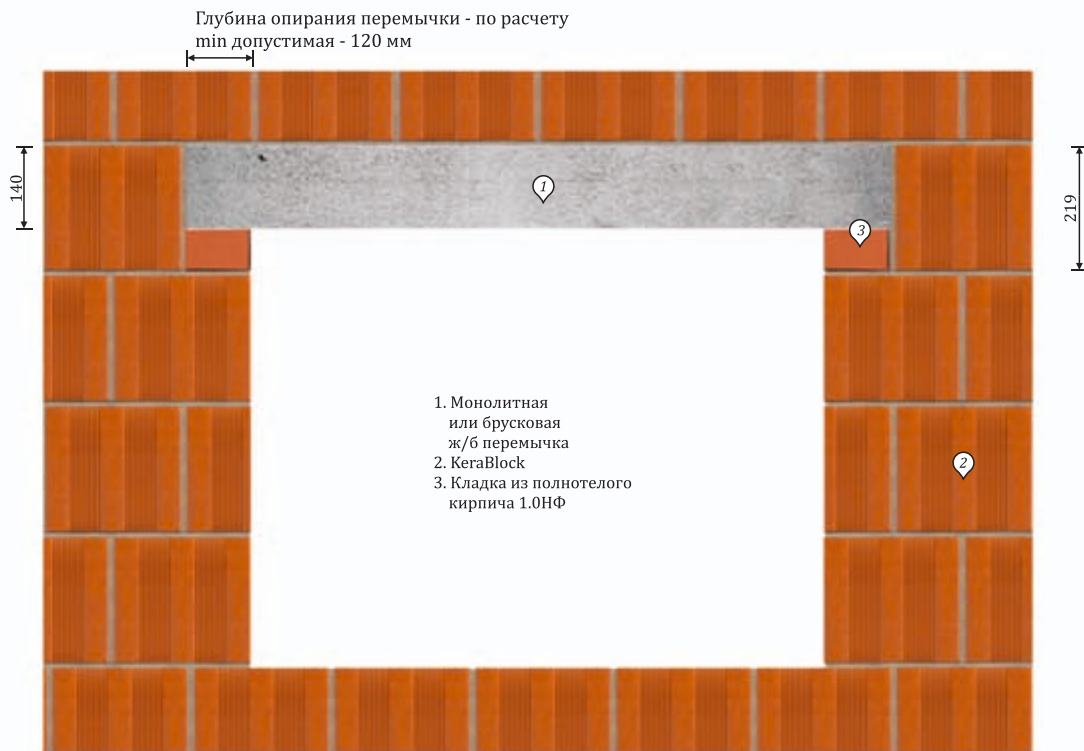 Глубина опирания перемычки - по расчету
min допустимая - 120 мм
140
1
3
219
1. Монолитная
или брусковая
ж/б перемычка
2. KeraBlock
3. Кладка из полнотелого
кирпича 1.0НФ
2